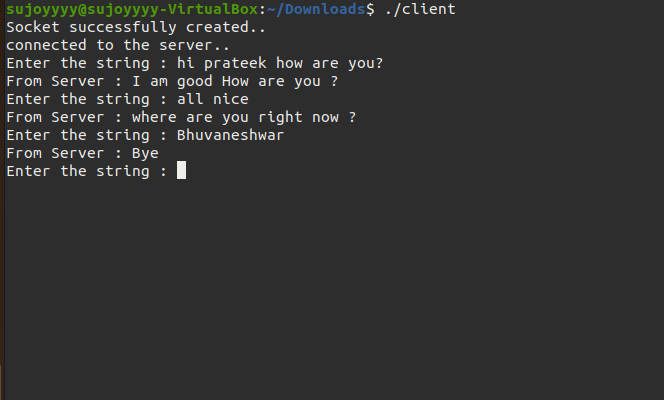 sujoyyyy@sujoyyyy-VirtualBox:~/Downloads$ ./client
Socket successfully created..
connected to the server..
Enter the string : hi prateek how are you?
From Server : I am good How are you ?
Enter the string : all nice
From Server : where are you right now ?
Enter the string : Bhuvaneshwar
From Server : Bye
Enter the string :